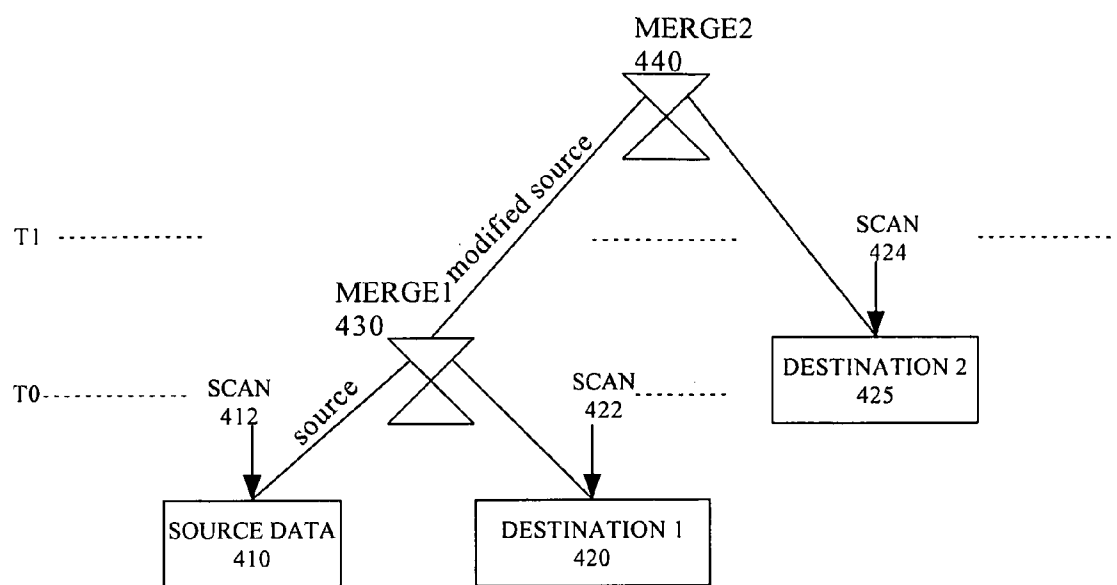 MERGE2
440
modified source
T1
SCAN
424
MERGE1
430
DESTINATION 2
425
T0
SCAN
412
source
SCAN
422
SOURCE DATA
410
DESTINATION 1
420